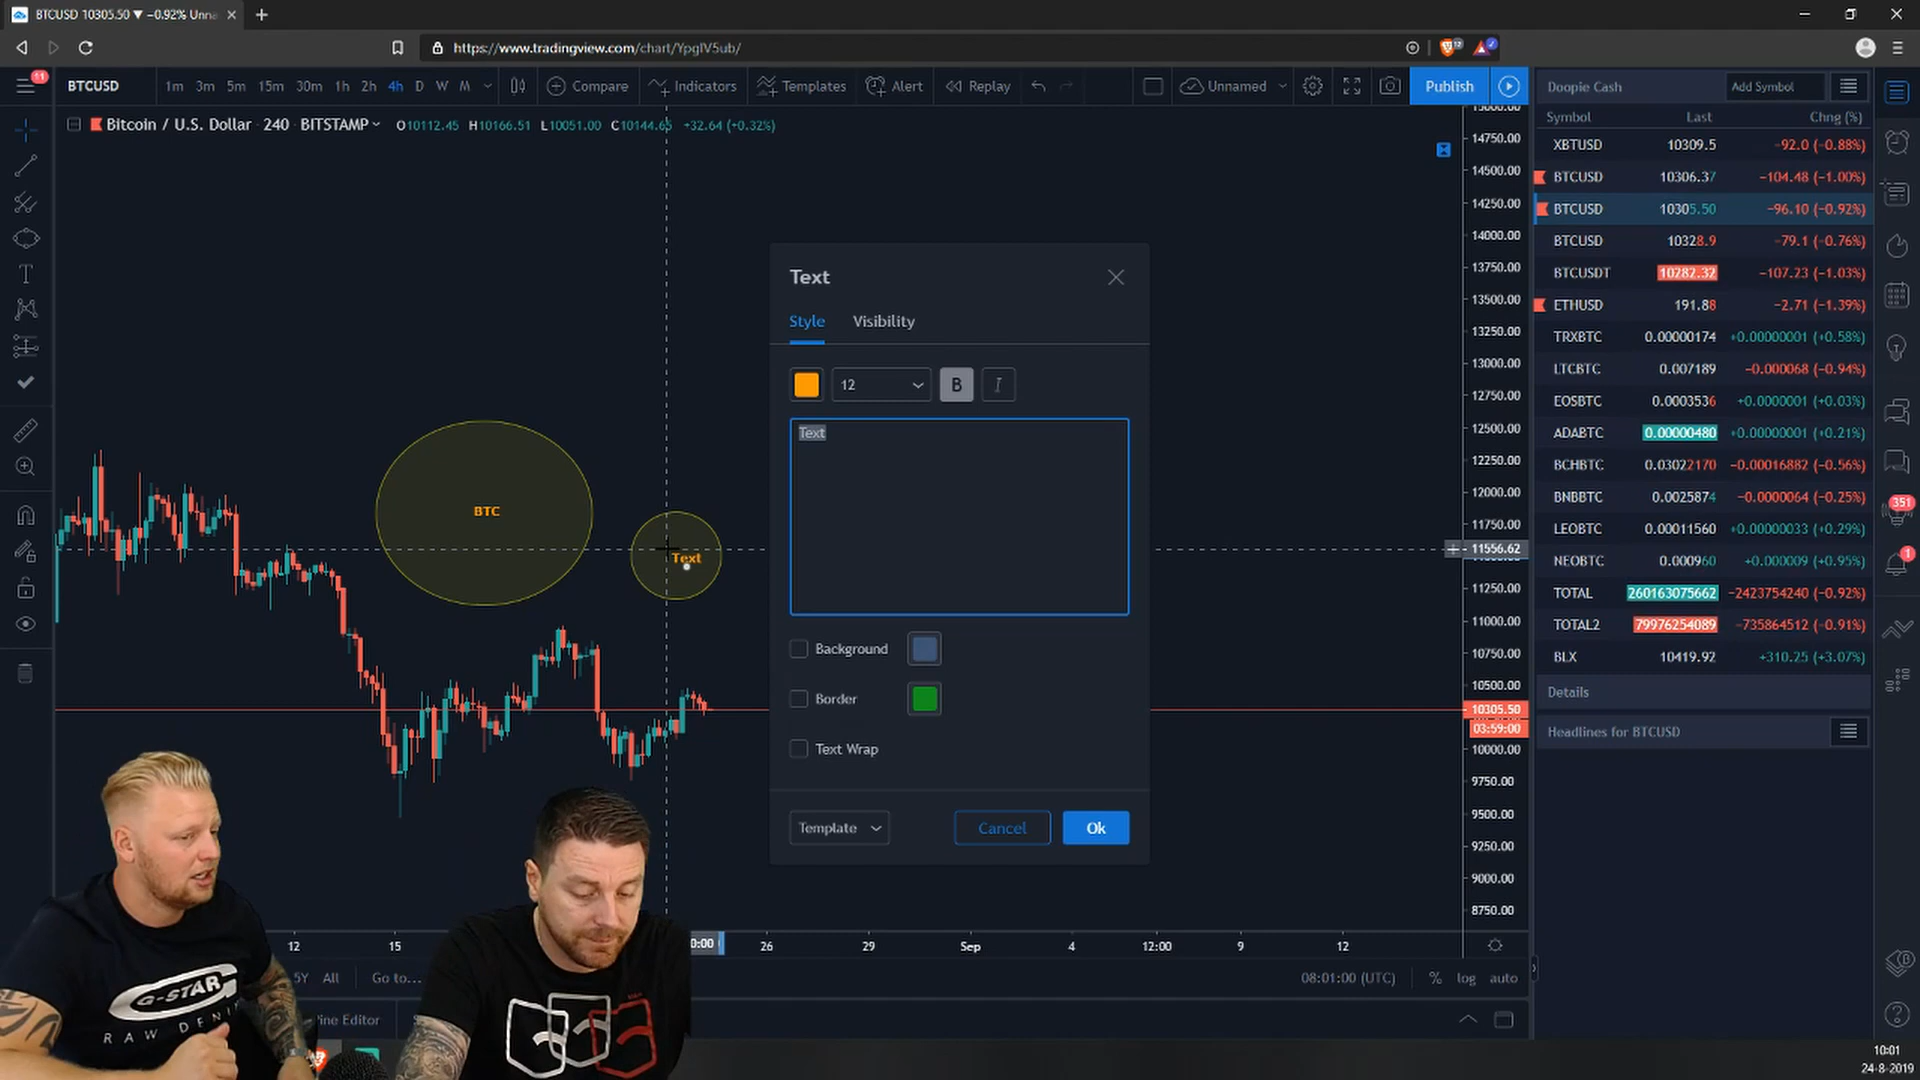 BTCUSD 10305.50 ▼ −0.92% Unna
https://www.tradingview.com/chart/YpgIV5ub/
12
11
BTCUSD 1m 3m 5m 15m 30m 1h 2h 4h D W M Compare Indicators Templates Alert Replay Unnamed Publish
Bitcoin / U.S. Dollar 240 BITSTAMP O10112.45 H10166.51 L10051.00 C10144.65 +32.64 (+0.32%)
BTC
Text
Text
Style Visibility
12 B I
Text
Background
Border
Text Wrap
Template Cancel Ok
15000.00
14750.00
14500.00
14250.00
14000.00
13750.00
13500.00
13250.00
13000.00
12750.00
12500.00
12250.00
12000.00
11750.00
11556.62
11250.00
11000.00
10750.00
10500.00
10305.50
03:59:00
10000.00
9750.00
9500.00
9250.00
9000.00
8750.00
12 15 0:00 26 29 Sep 4 12:00 9 12
5Y All Go to... 08:01:00 (UTC) % log auto
Pine Editor
Doopie Cash Add Symbol
Symbol Last Chng (%)
XBTUSD 10309.5 −92.0 (−0.88%)
BTCUSD 10306.37 −104.48 (−1.00%)
BTCUSD 10305.50 −96.10 (−0.92%)
BTCUSD 10328.9 −79.1 (−0.76%)
BTCUSDT 10282.32 −107.23 (−1.03%)
ETHUSD 191.88 −2.71 (−1.39%)
TRXBTC 0.00000174 +0.00000001 (+0.58%)
LTCBTC 0.007189 −0.000068 (−0.94%)
EOSBTC 0.0003536 +0.0000001 (+0.03%)
ADABTC 0.00000480 +0.00000001 (+0.21%)
BCHBTC 0.03022170 −0.00016882 (−0.56%)
BNBBTC 0.0025874 −0.0000064 (−0.25%)
LEOBTC 0.00011560 +0.00000033 (+0.29%)
NEOBTC 0.000960 +0.000009 (+0.95%)
TOTAL 260163075662 −2423754240 (−0.92%)
TOTAL2 79976254089 −735864512 (−0.91%)
BLX 10419.92 +310.25 (+3.07%)
Details
Headlines for BTCUSD
351
1
G-STAR
RAW DENI
10:01
24-8-2019